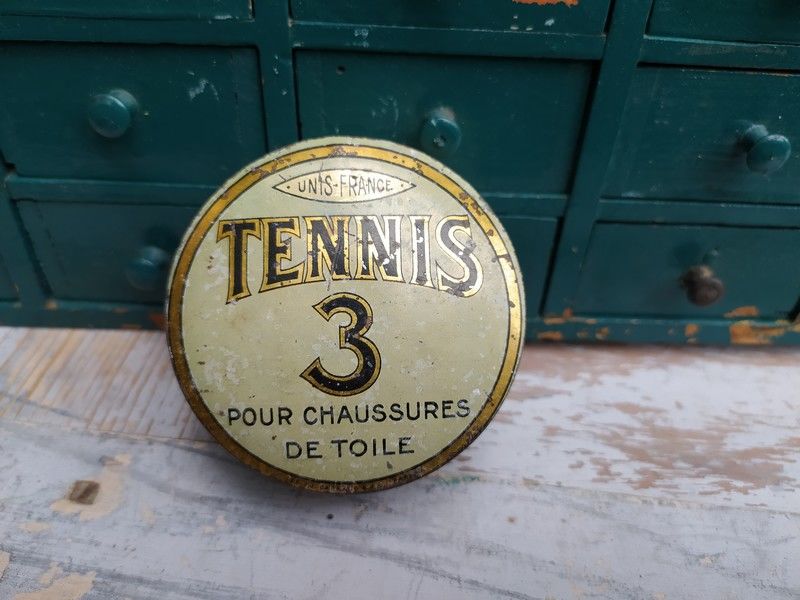 UNIS-FRANCE
TENNIS
3
POUR CHAUSSURES
DE TOILE